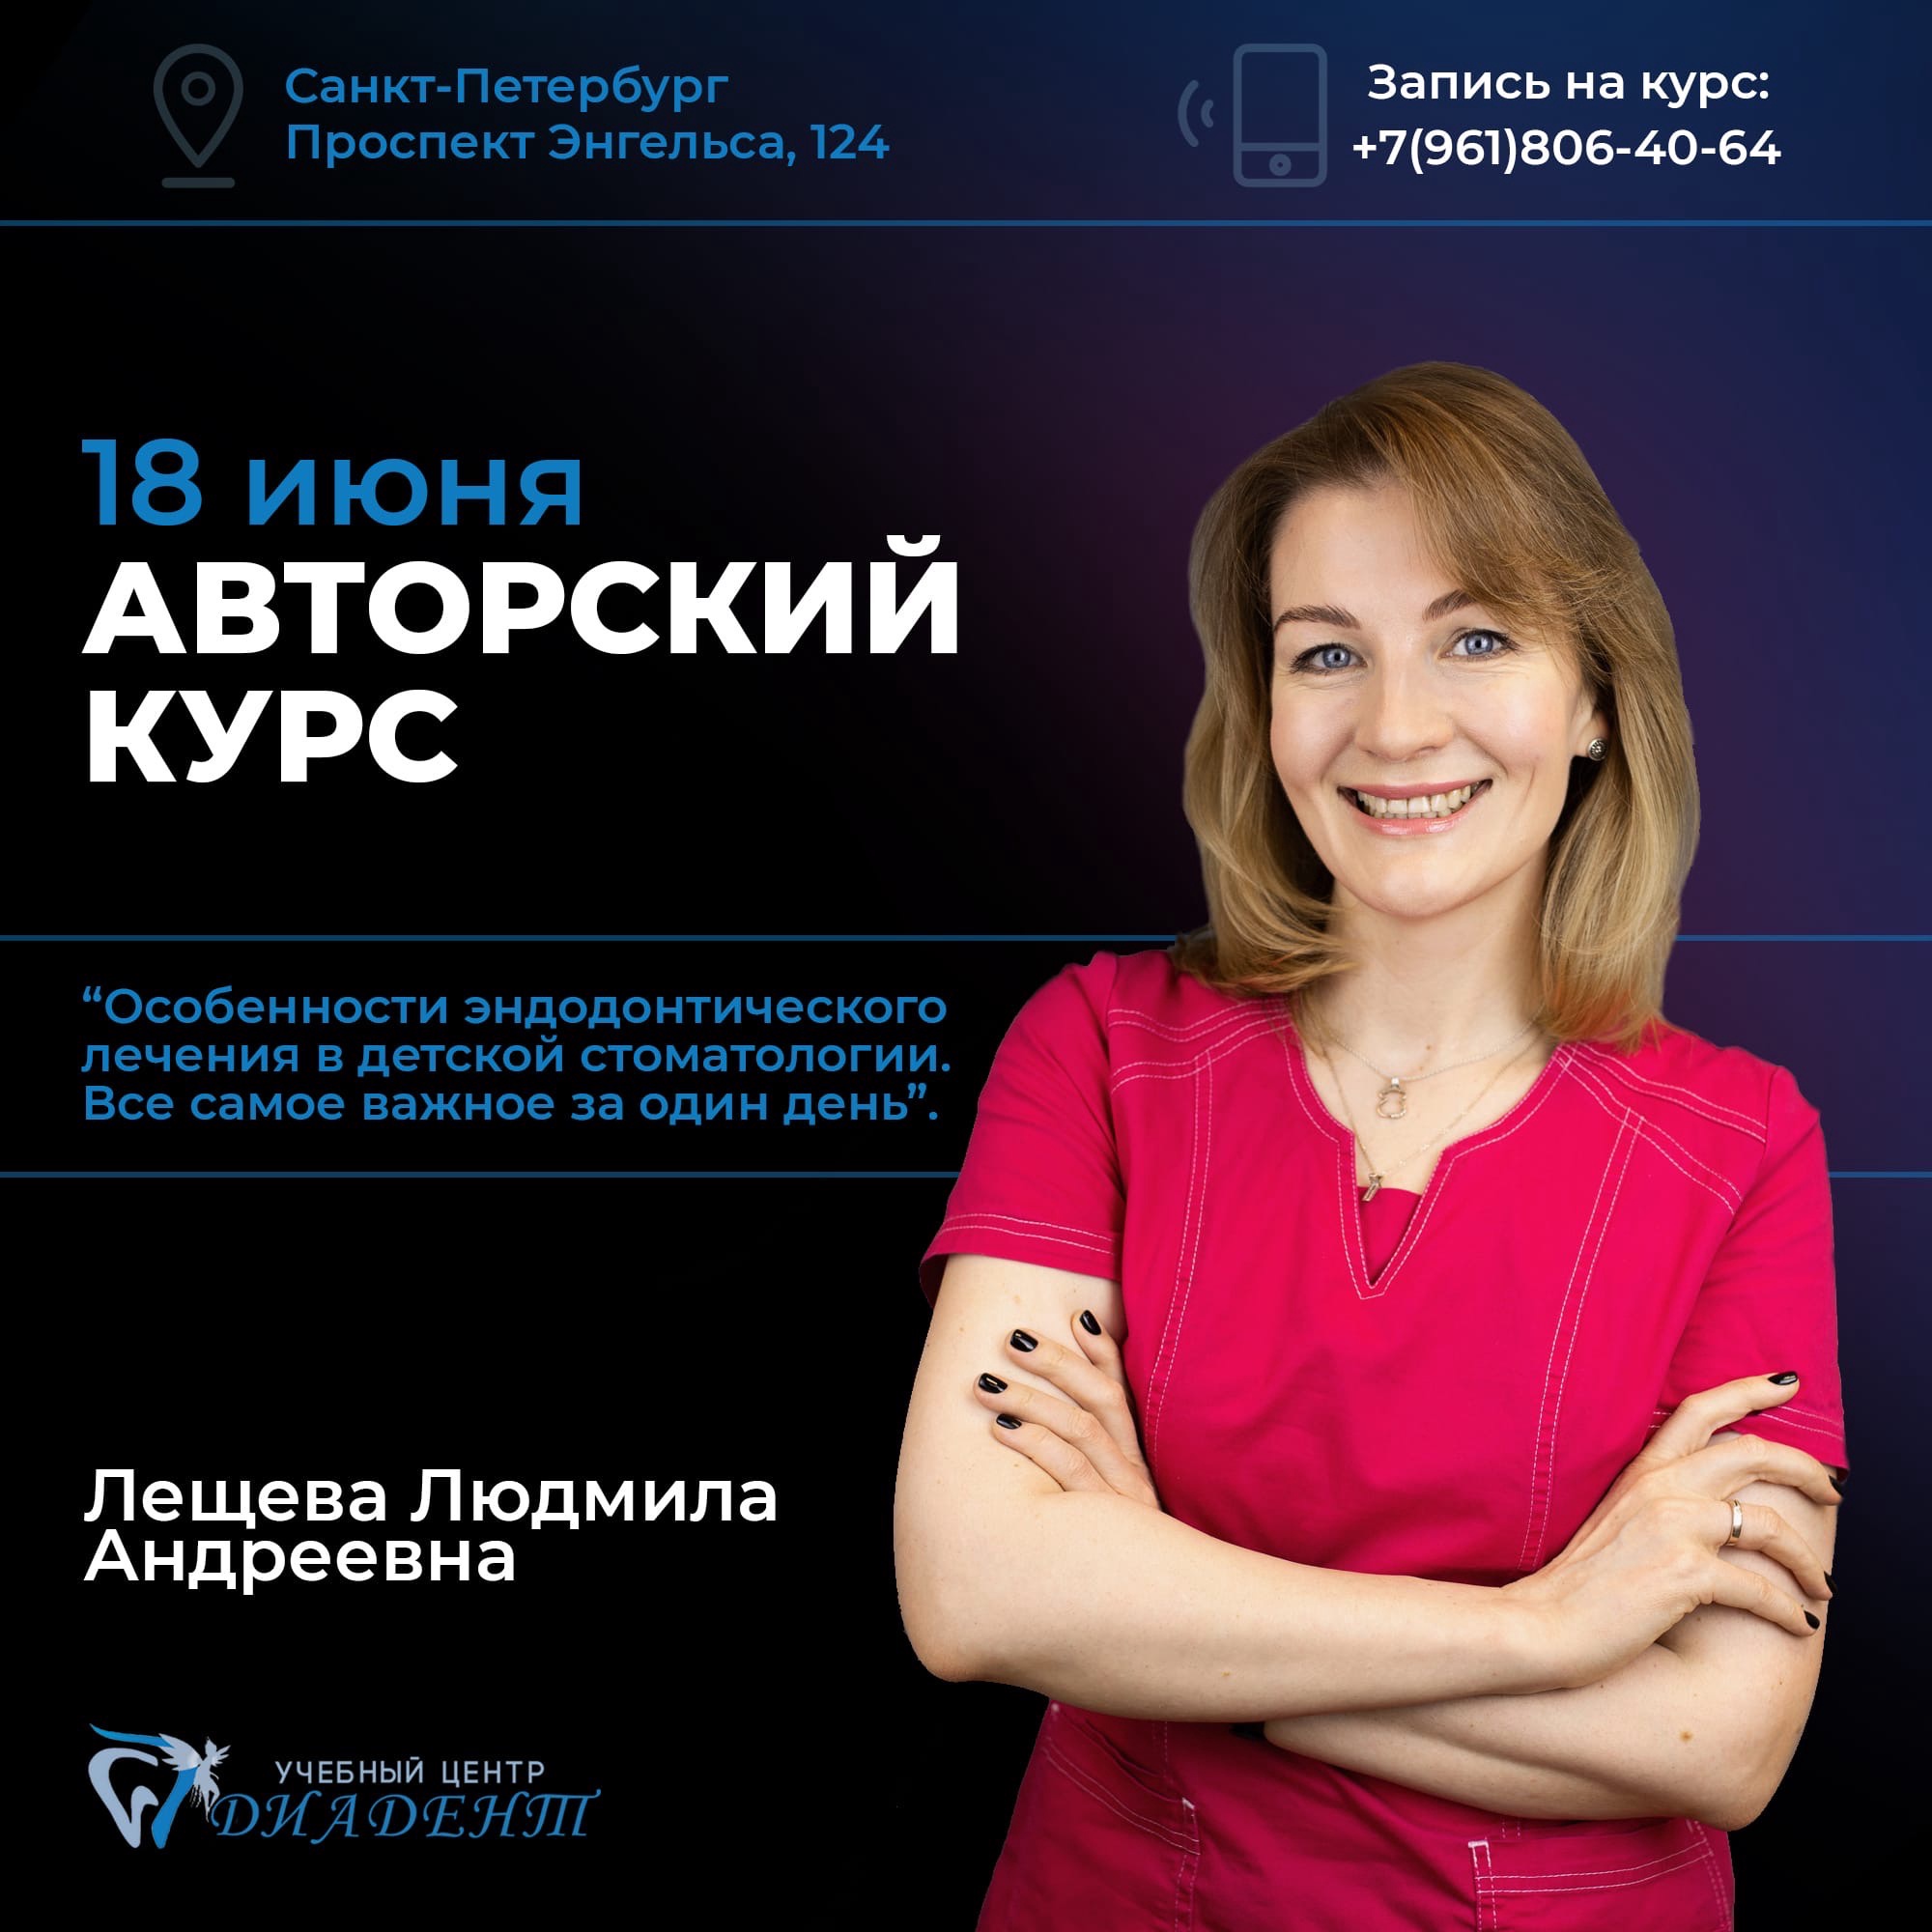 Санкт-Петербург
Проспект Энгельса, 124
Запись на курс:
+7(961)806-40-64
18 июня
АВТОРСКИЙ
КУРС
“Особенности эндодонтического
лечения в детской стоматологии.
Все самое важное за один день”.
Лещева Людмила
Андреевна
УЧЕБНЫЙ ЦЕНТР
ДИАДЕНТ